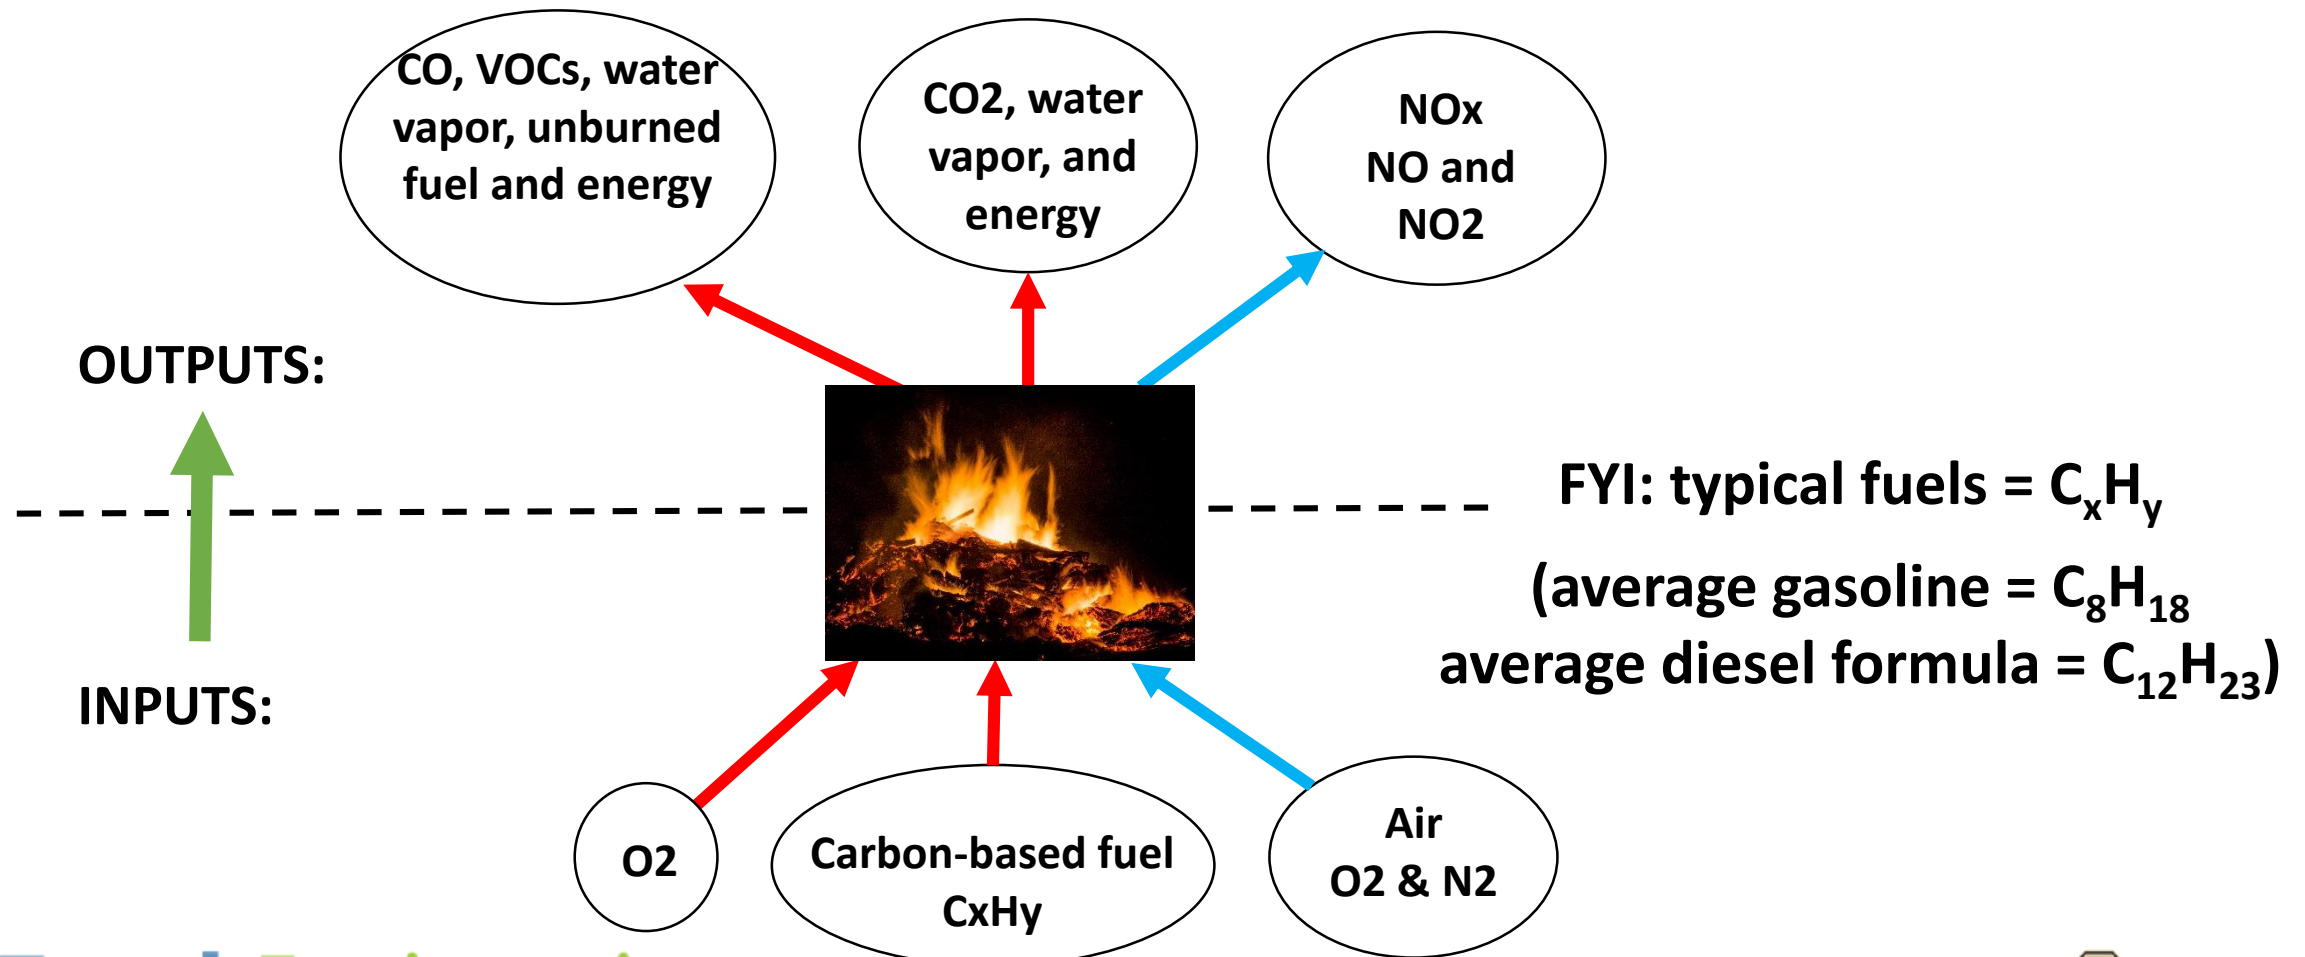 CO, VOCs, water
vapor, unburned
fuel and energy
CO2, water
vapor, and
energy
NOx
NO and
NO2
OUTPUTS:
FYI: typical fuels = CₓHᵧ
(average gasoline = C₈H₁₈
average diesel formula = C₁₂H₂₃)
INPUTS:
O2
Carbon-based fuel
CxHy
Air
O2 & N2